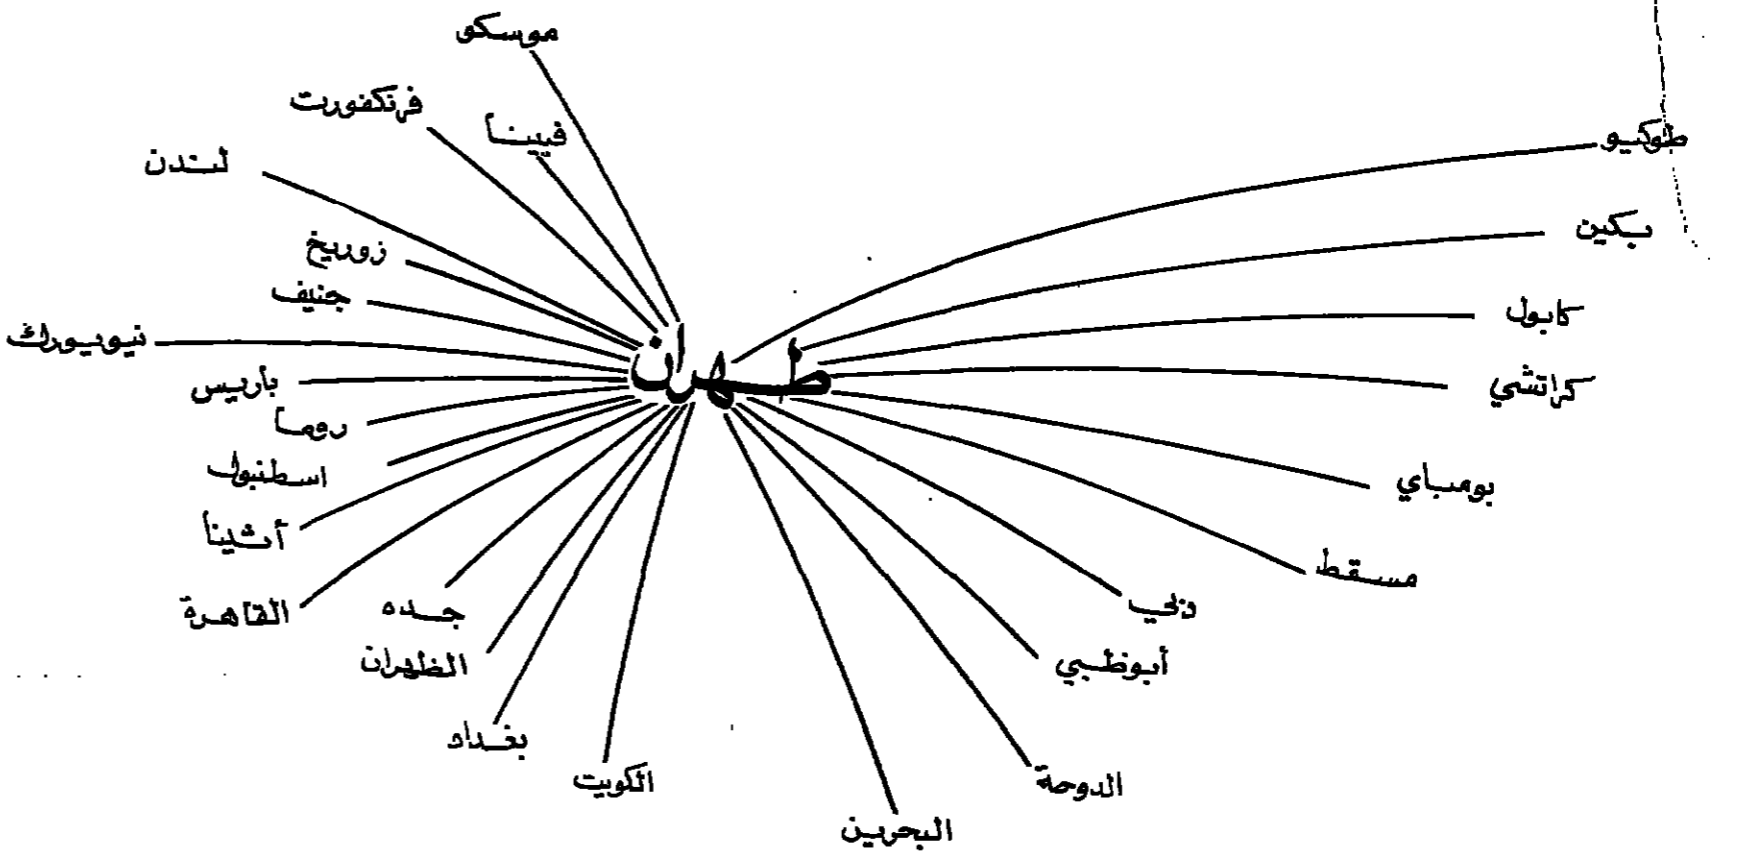 موسكو
فرنكفورت
فيينا
طوكيو
لندن
بكين
زوريخ
جنيف
كابول
نيويورك
طهران
باريس
كراتشي
روما
اسطنبول
بومباي
أثينا
مسقط
القاهرة
جده
دبي
الظهران
أبوظبي
بغداد
الكويت
الدوحة
البحرين